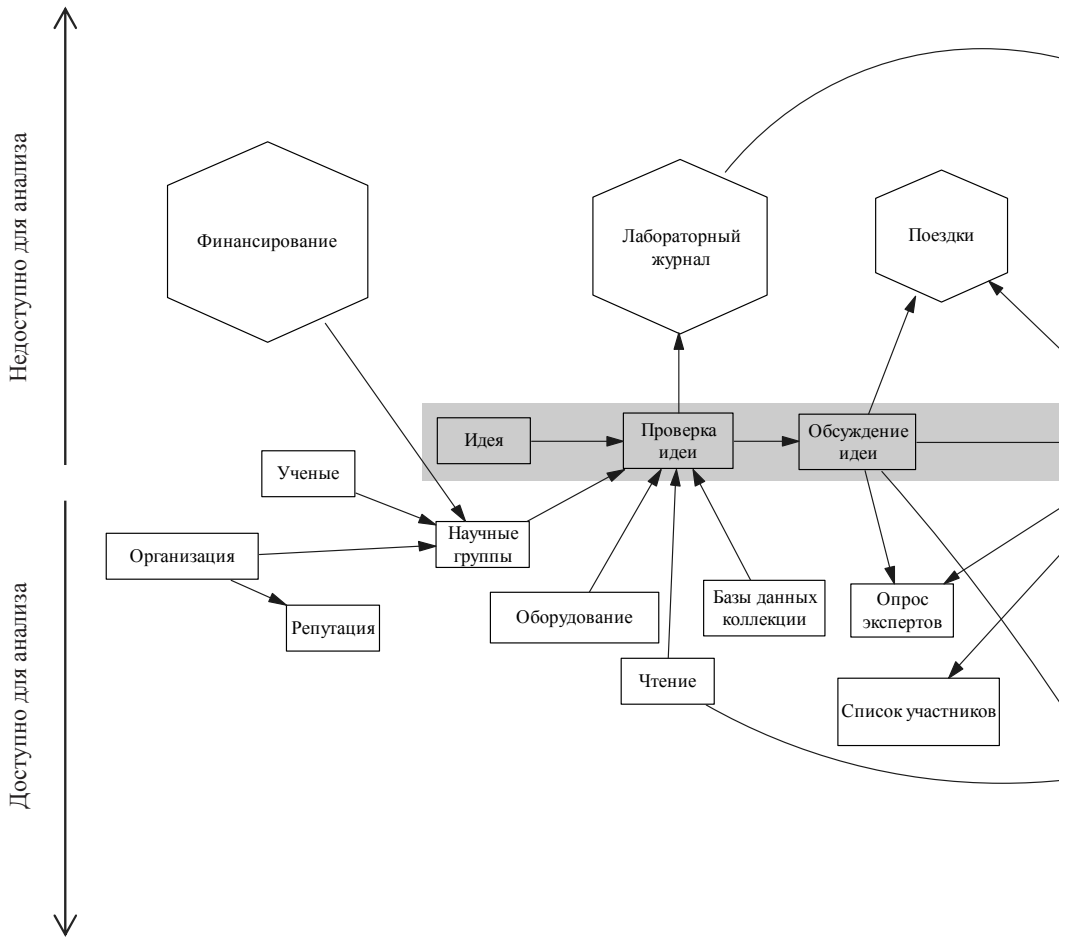 Недоступно для анализа
Финансирование
Лабораторный
журнал
Поездки
Идея
Проверка
идеи
Обсуждение
идеи
Ученые
Научные
группы
Организация
Репутация
Оборудование
Базы данных
коллекции
Опрос
экспертов
Чтение
Список участников
Доступно для анализа